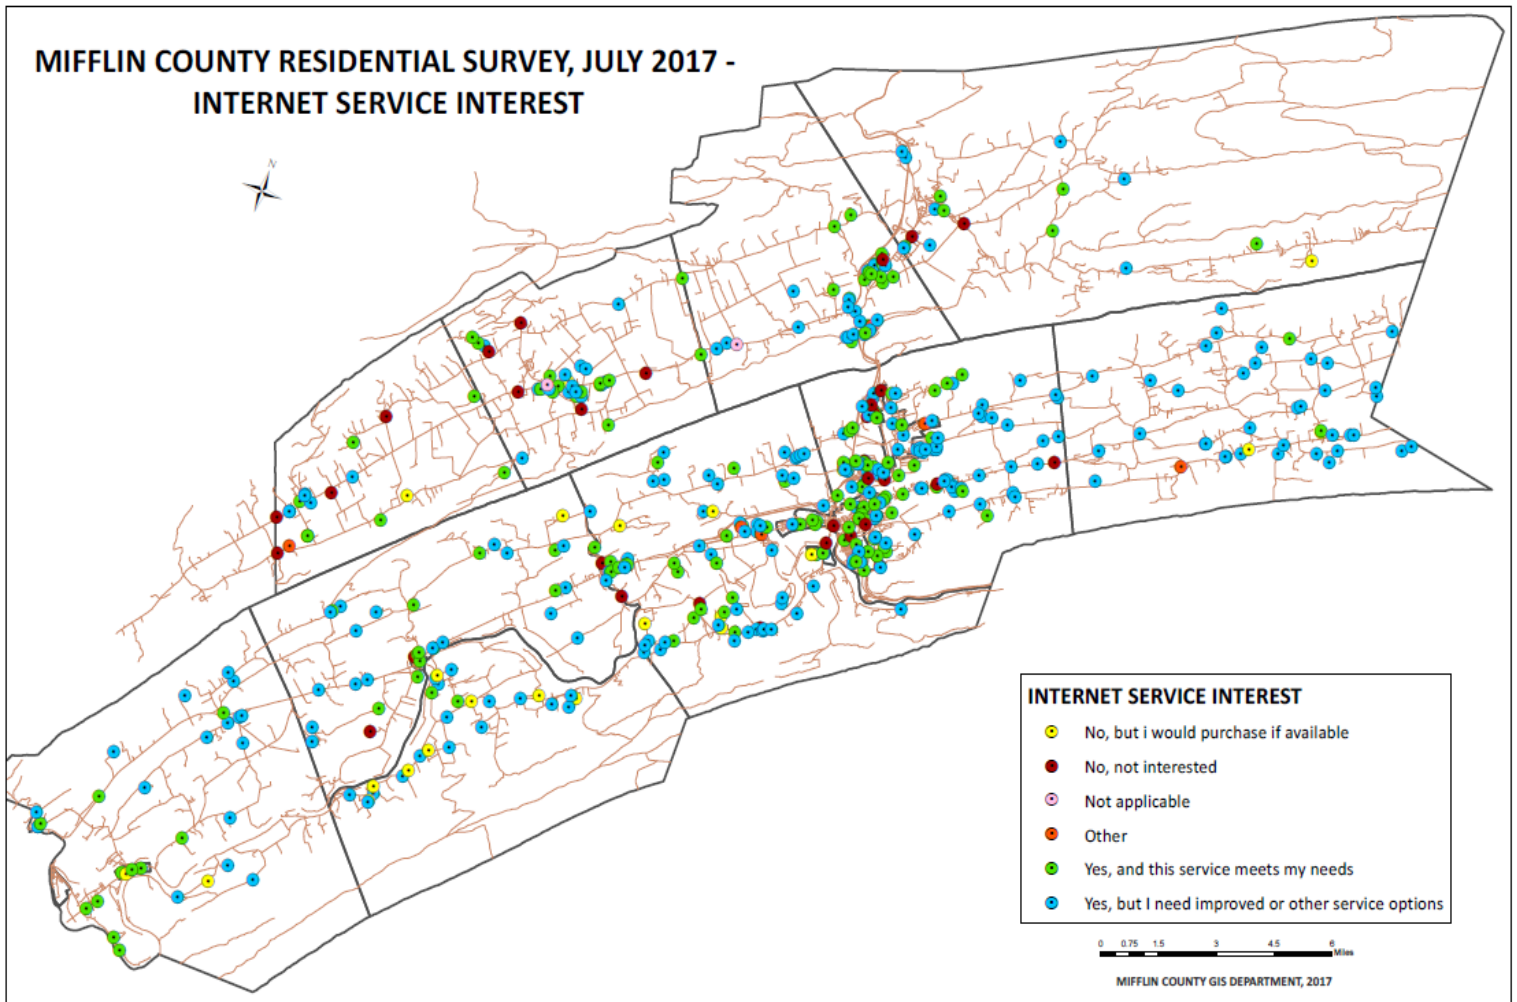 MIFFLIN COUNTY RESIDENTIAL SURVEY, JULY 2017 -
INTERNET SERVICE INTEREST
N
INTERNET SERVICE INTEREST
No, but i would purchase if available
No, not interested
Not applicable
Other
Yes, and this service meets my needs
Yes, but I need improved or other service options
0 0.75 1.5 3 4.5 6
Miles
MIFFLIN COUNTY GIS DEPARTMENT, 2017